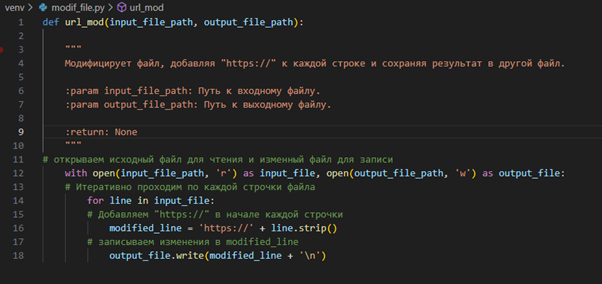 venv > modif_file.py > url_mod
1 def url_mod(input_file_path, output_file_path):
2
3 """
4 Модифицирует файл, добавляя "https://" к каждой строке и сохраняя результат в другой файл.
5
6 :param input_file_path: Путь к входному файлу.
7 :param output_file_path: Путь к выходному файлу.
8
9 :return: None
10 """
11 # открываем исходный файл для чтения и изменный файл для записи
12 with open(input_file_path, 'r') as input_file, open(output_file_path, 'w') as output_file:
13 # Итеративно проходим по каждой строчки файла
14 for line in input_file:
15 # Добавляем "https://" в начале каждой строчки
16 modified_line = 'https://' + line.strip()
17 # записываем изменения в modified_line
18 output_file.write(modified_line + '\n')